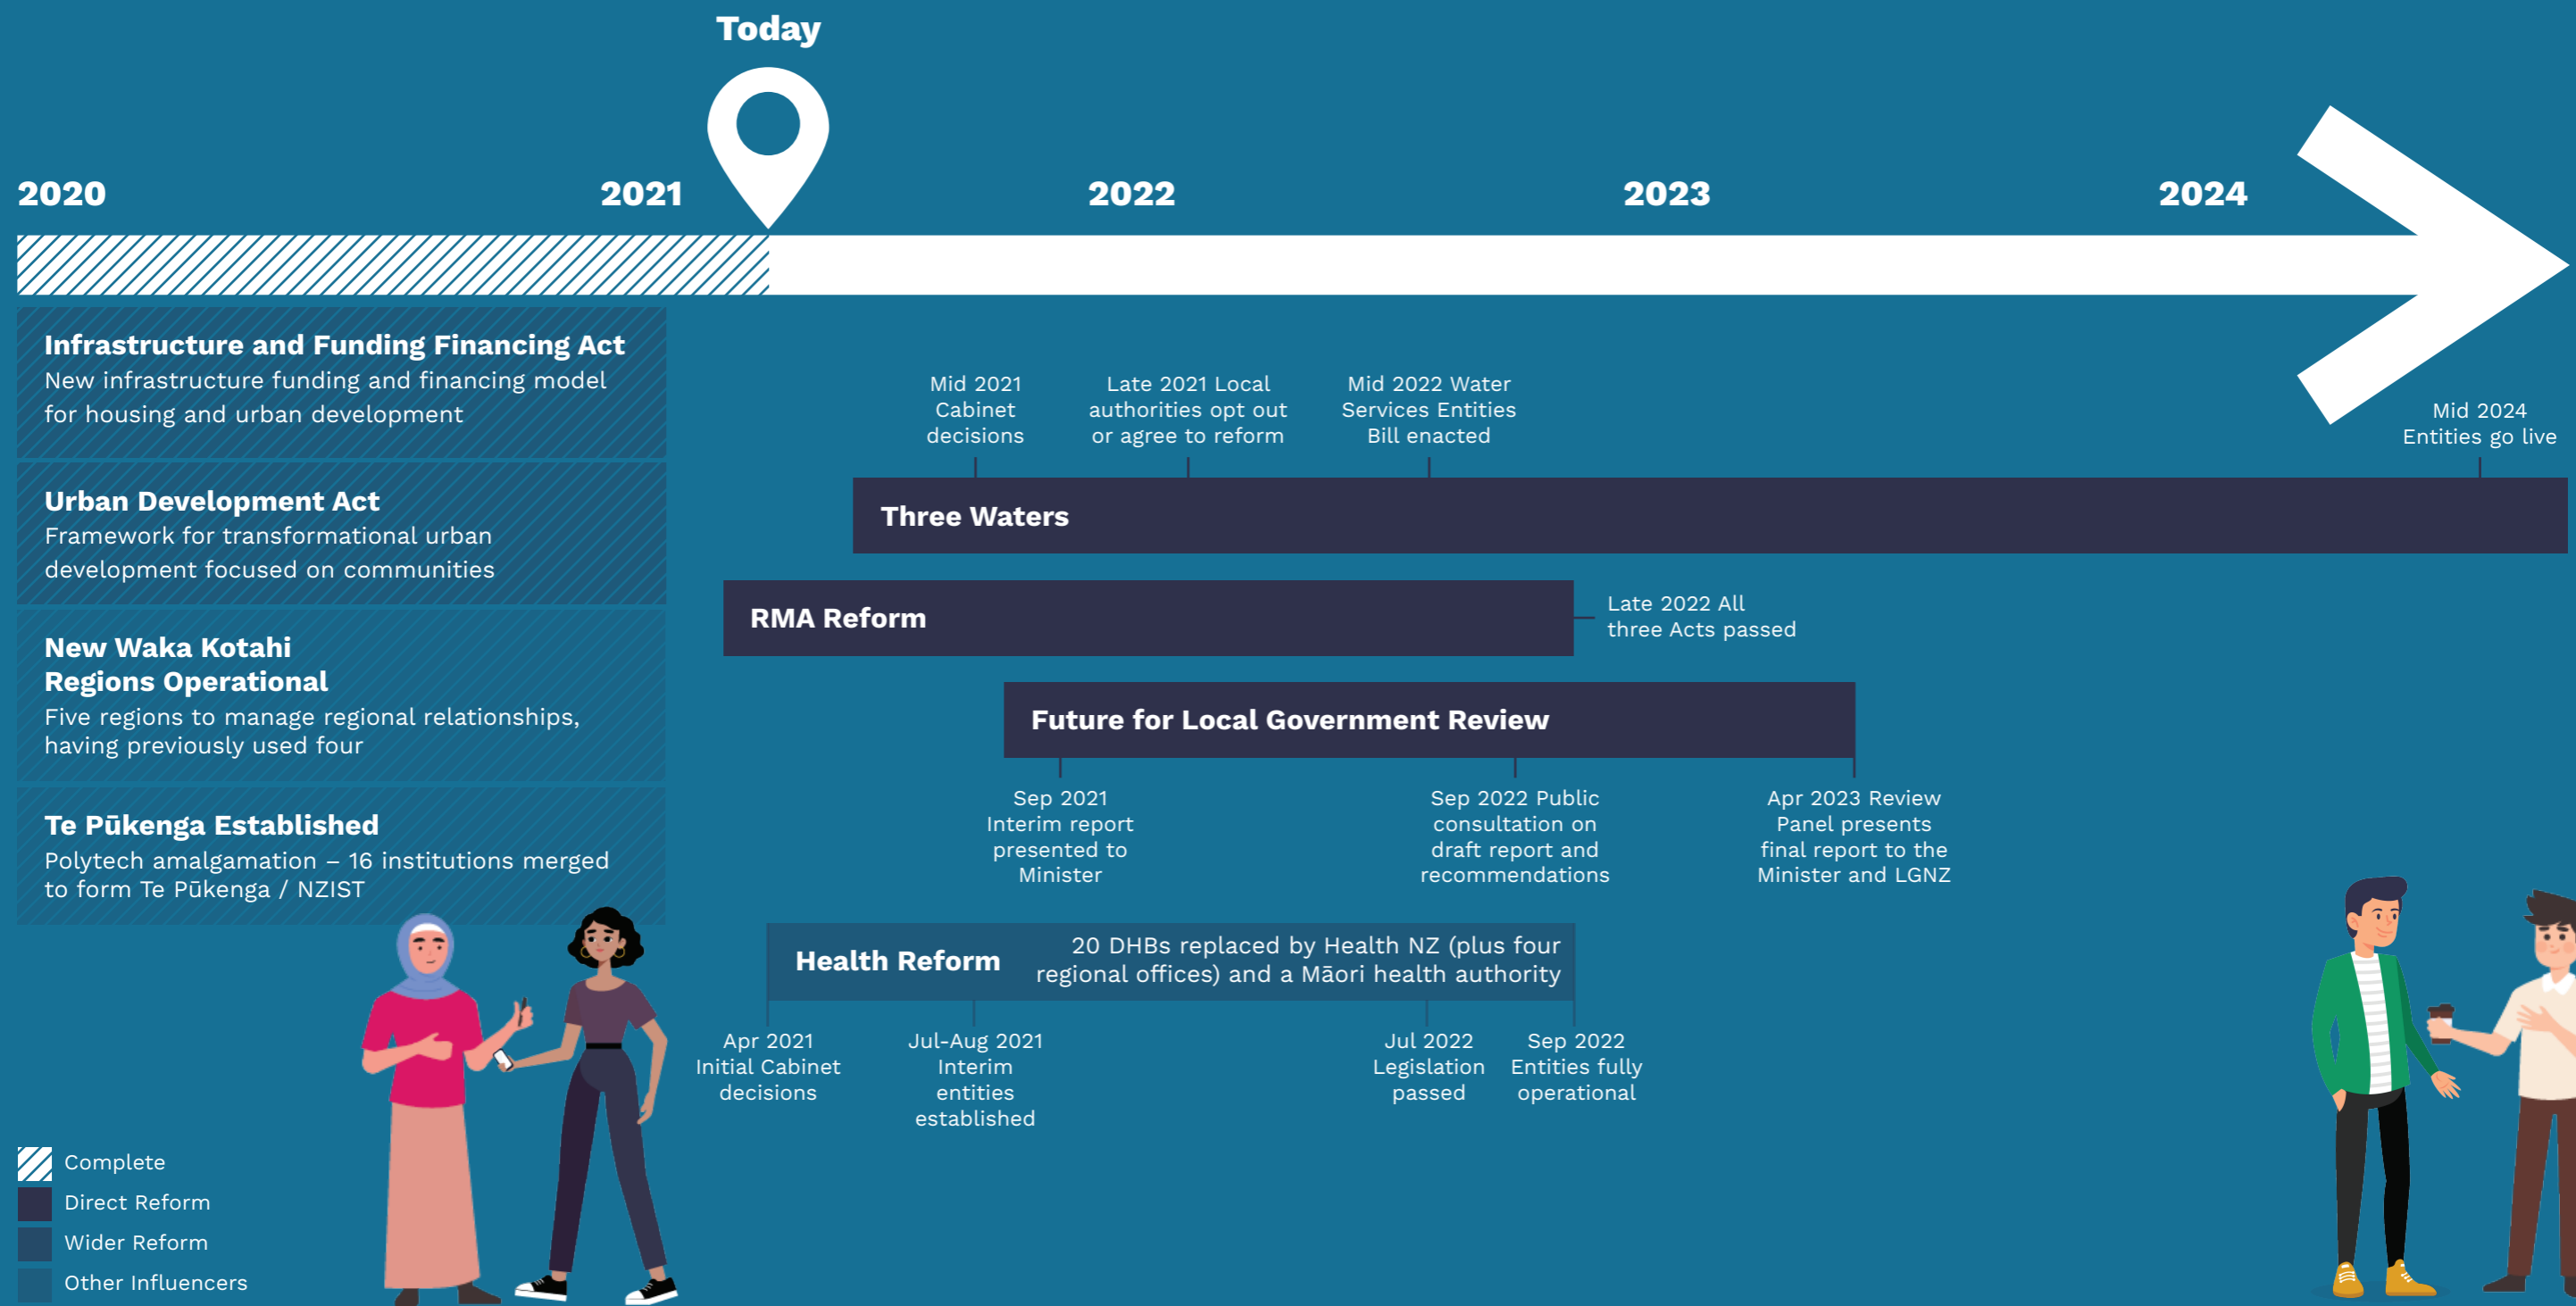 Today
2020
2021
2022
2023
2024
Infrastructure and Funding Financing Act
New infrastructure funding and financing model
for housing and urban development
Urban Development Act
Framework for transformational urban
development focused on communities
New Waka Kotahi
Regions Operational
Five regions to manage regional relationships,
having previously used four
Te Pūkenga Established
Polytech amalgamation – 16 institutions merged
to form Te Pūkenga / NZIST
Mid 2021
Cabinet
decisions
Late 2021 Local
authorities opt out
or agree to reform
Mid 2022 Water
Services Entities
Bill enacted
Mid 2024
Entities go live
Three Waters
RMA Reform
Late 2022 All
three Acts passed
Future for Local Government Review
Sep 2021
Interim report
presented to
Minister
Sep 2022 Public
consultation on
draft report and
recommendations
Apr 2023 Review
Panel presents
final report to the
Minister and LGNZ
Health Reform
20 DHBs replaced by Health NZ (plus four
regional offices) and a Māori health authority
Apr 2021
Initial Cabinet
decisions
Jul-Aug 2021
Interim
entities
established
Jul 2022
Legislation
passed
Sep 2022
Entities fully
operational
Complete
Direct Reform
Wider Reform
Other Influencers